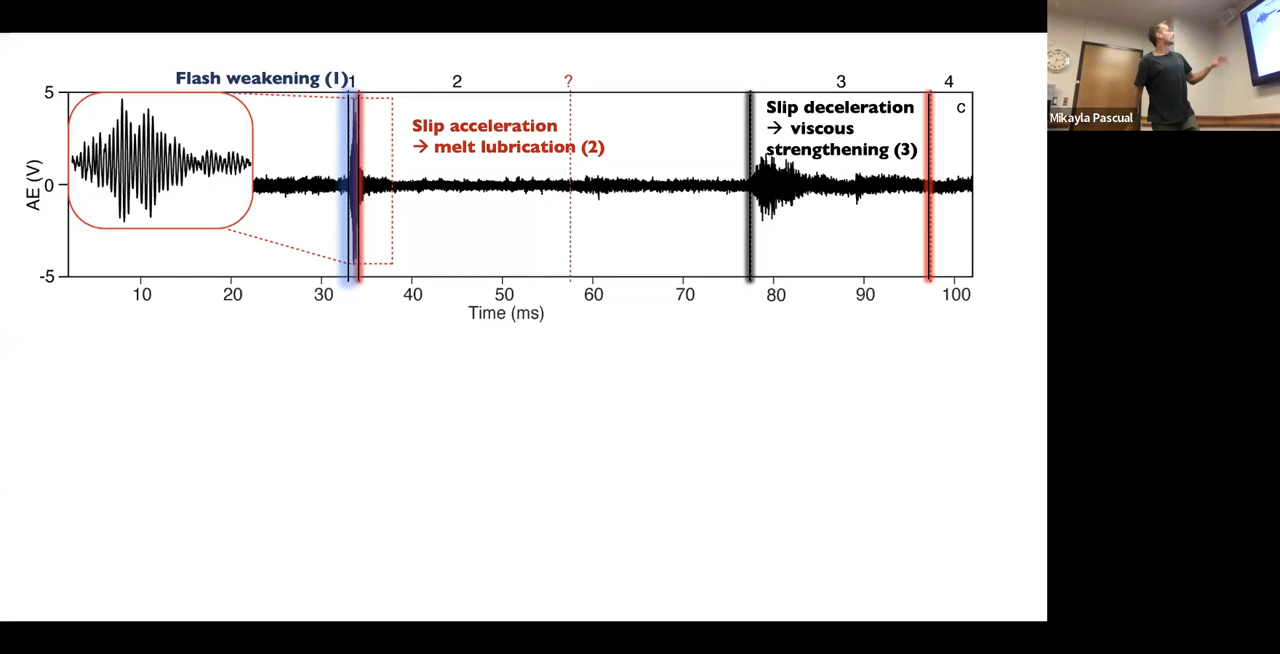 Flash weakening (1)
1
2
?
3
4
5
0
-5
AE (V)
Slip acceleration
→ melt lubrication (2)
Slip deceleration
→ viscous
strengthening (3)
c
10 20 30 40 50 60 70 80 90 100
Time (ms)
Mikayla Pascual